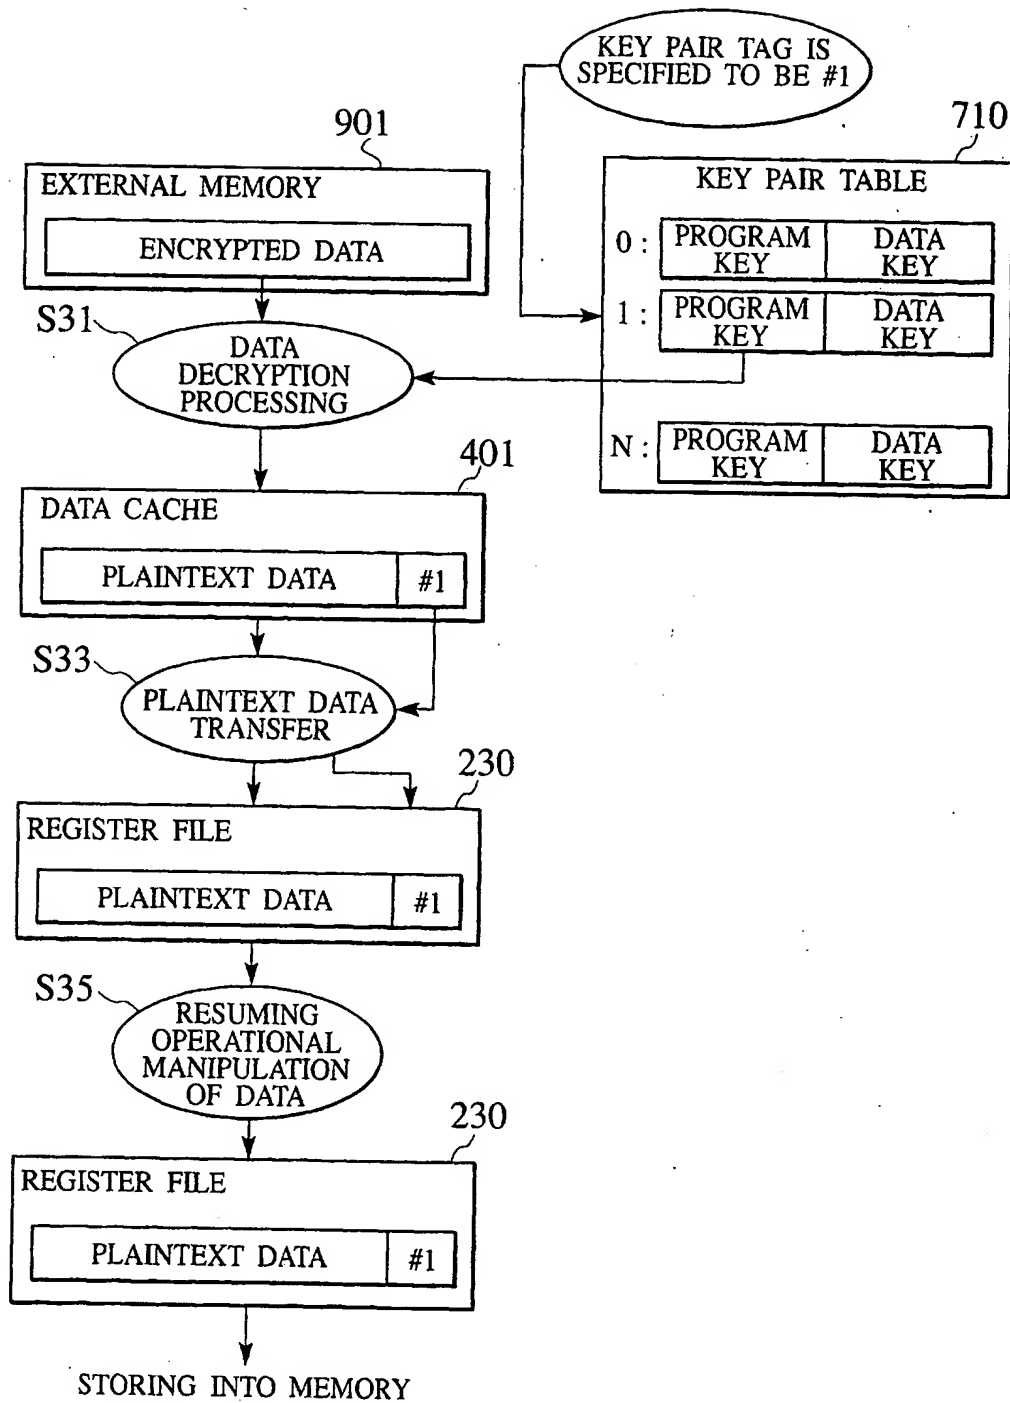 KEY PAIR TAG IS
SPECIFIED TO BE #1
901
710
EXTERNAL MEMORY
ENCRYPTED DATA
KEY PAIR TABLE
0 : PROGRAM KEY DATA KEY
1 : PROGRAM KEY DATA KEY
N : PROGRAM KEY DATA KEY
S31
DATA
DECRYPTION
PROCESSING
401
DATA CACHE
PLAINTEXT DATA #1
S33
PLAINTEXT DATA
TRANSFER
230
REGISTER FILE
PLAINTEXT DATA #1
S35
RESUMING
OPERATIONAL
MANIPULATION
OF DATA
230
REGISTER FILE
PLAINTEXT DATA #1
STORING INTO MEMORY